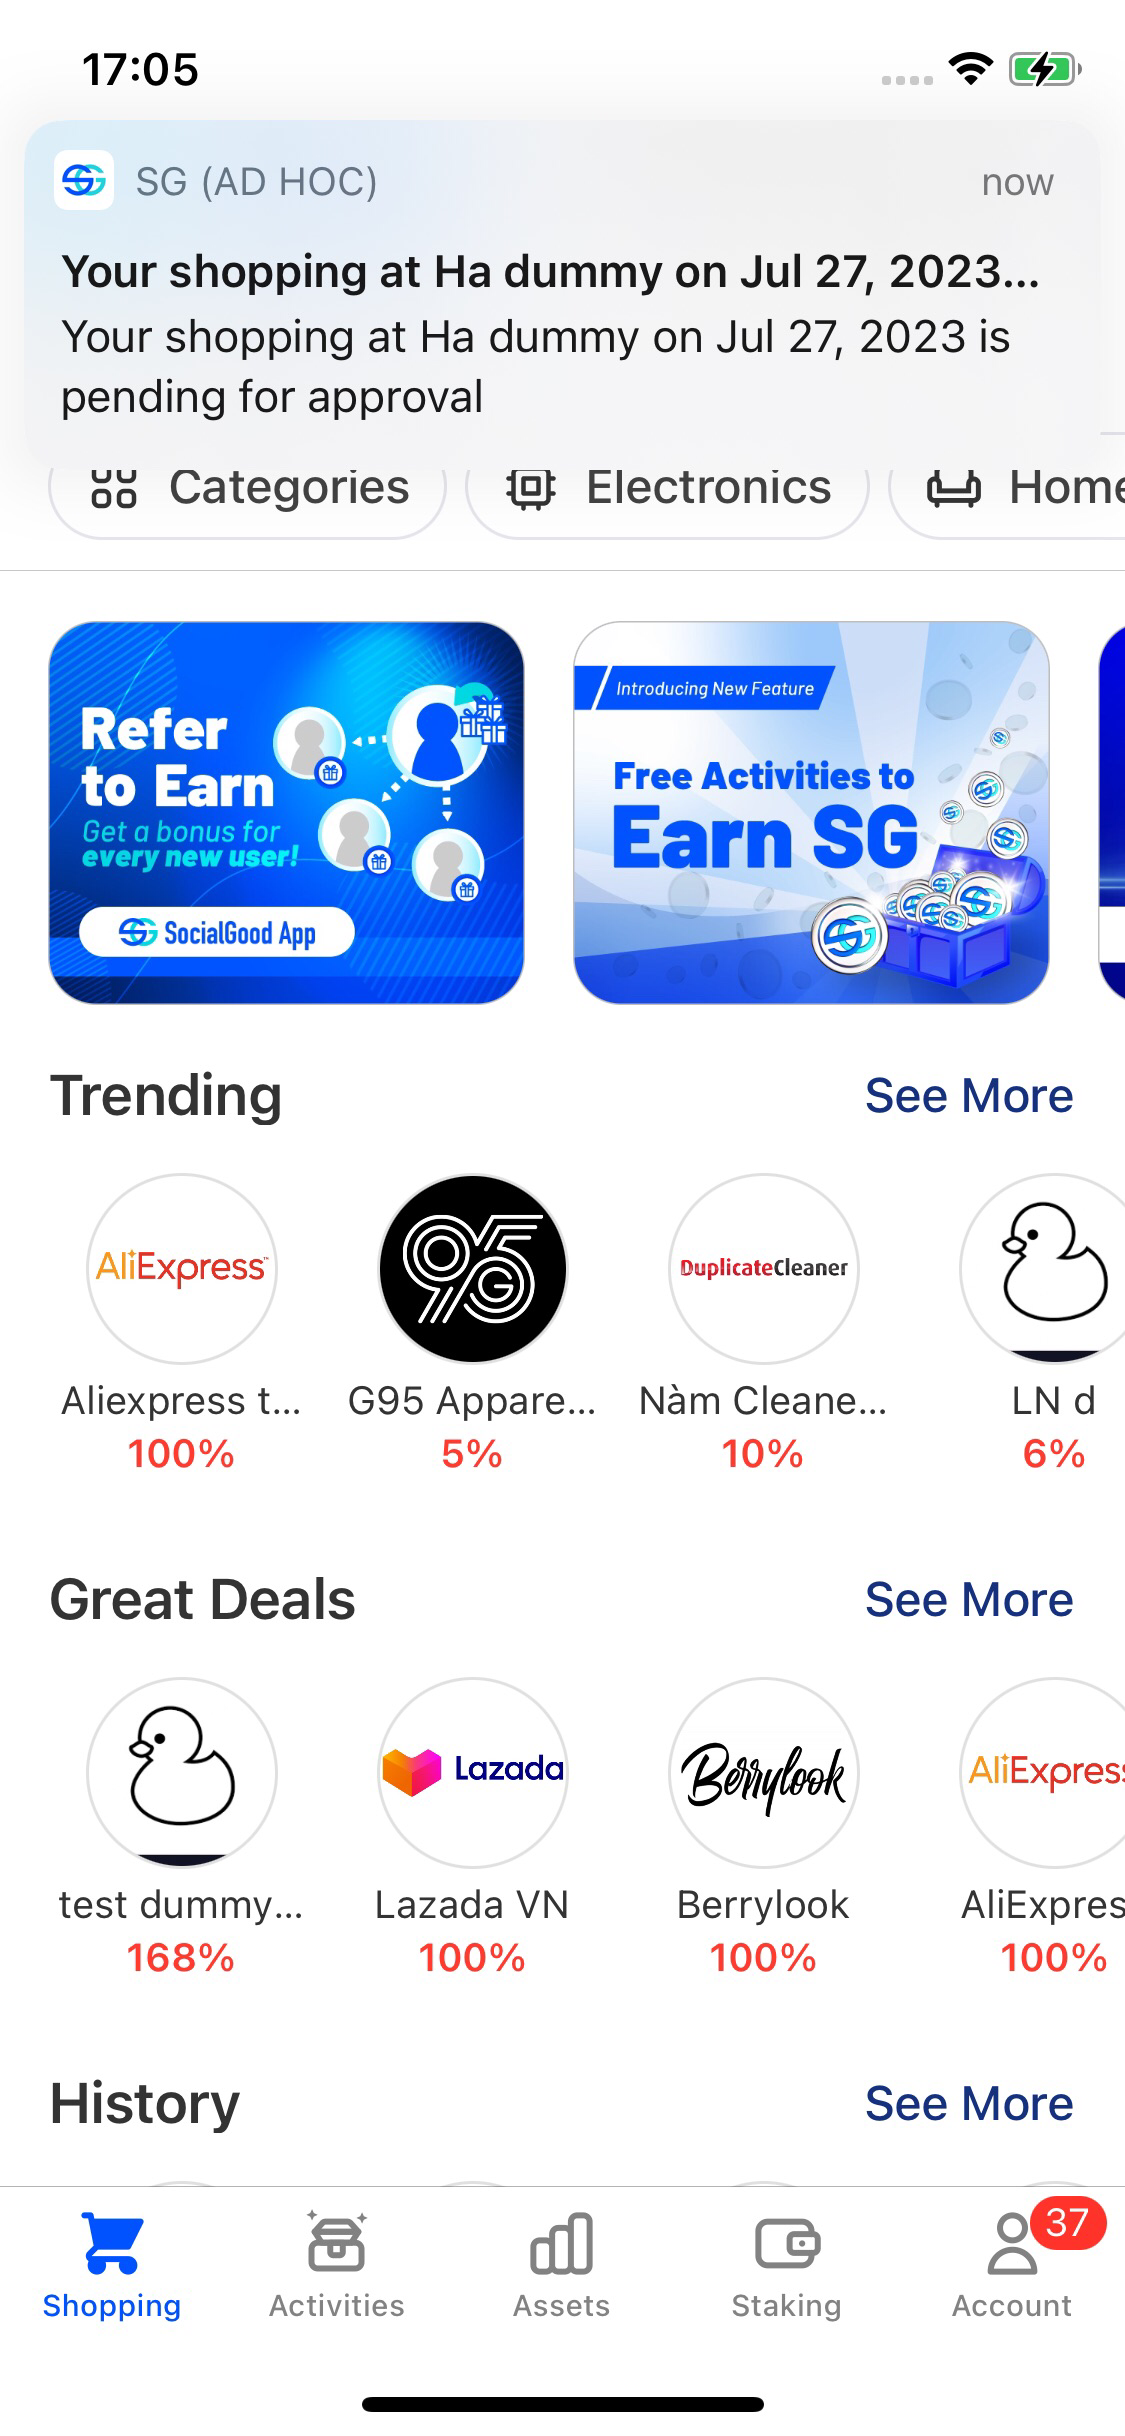 17:05
SG (AD HOC)
now
Your shopping at Ha dummy on Jul 27, 2023...
Your shopping at Ha dummy on Jul 27, 2023 is
pending for approval
Categories
Electronics
Home
Refer
to Earn
Get a bonus for
every new user!
SocialGood App
Introducing New Feature
Free Activities to
Earn SG
Trending
See More
AliExpress™
95
G
DuplicateCleaner
Aliexpress t...
G95 Appare...
Nàm Cleane...
LN d
100%
5%
10%
6%
Great Deals
See More
Lazada
Berrylook
AliExpress
test dummy...
Lazada VN
Berrylook
AliExpres
168%
100%
100%
100%
History
See More
37
Shopping
Activities
Assets
Staking
Account